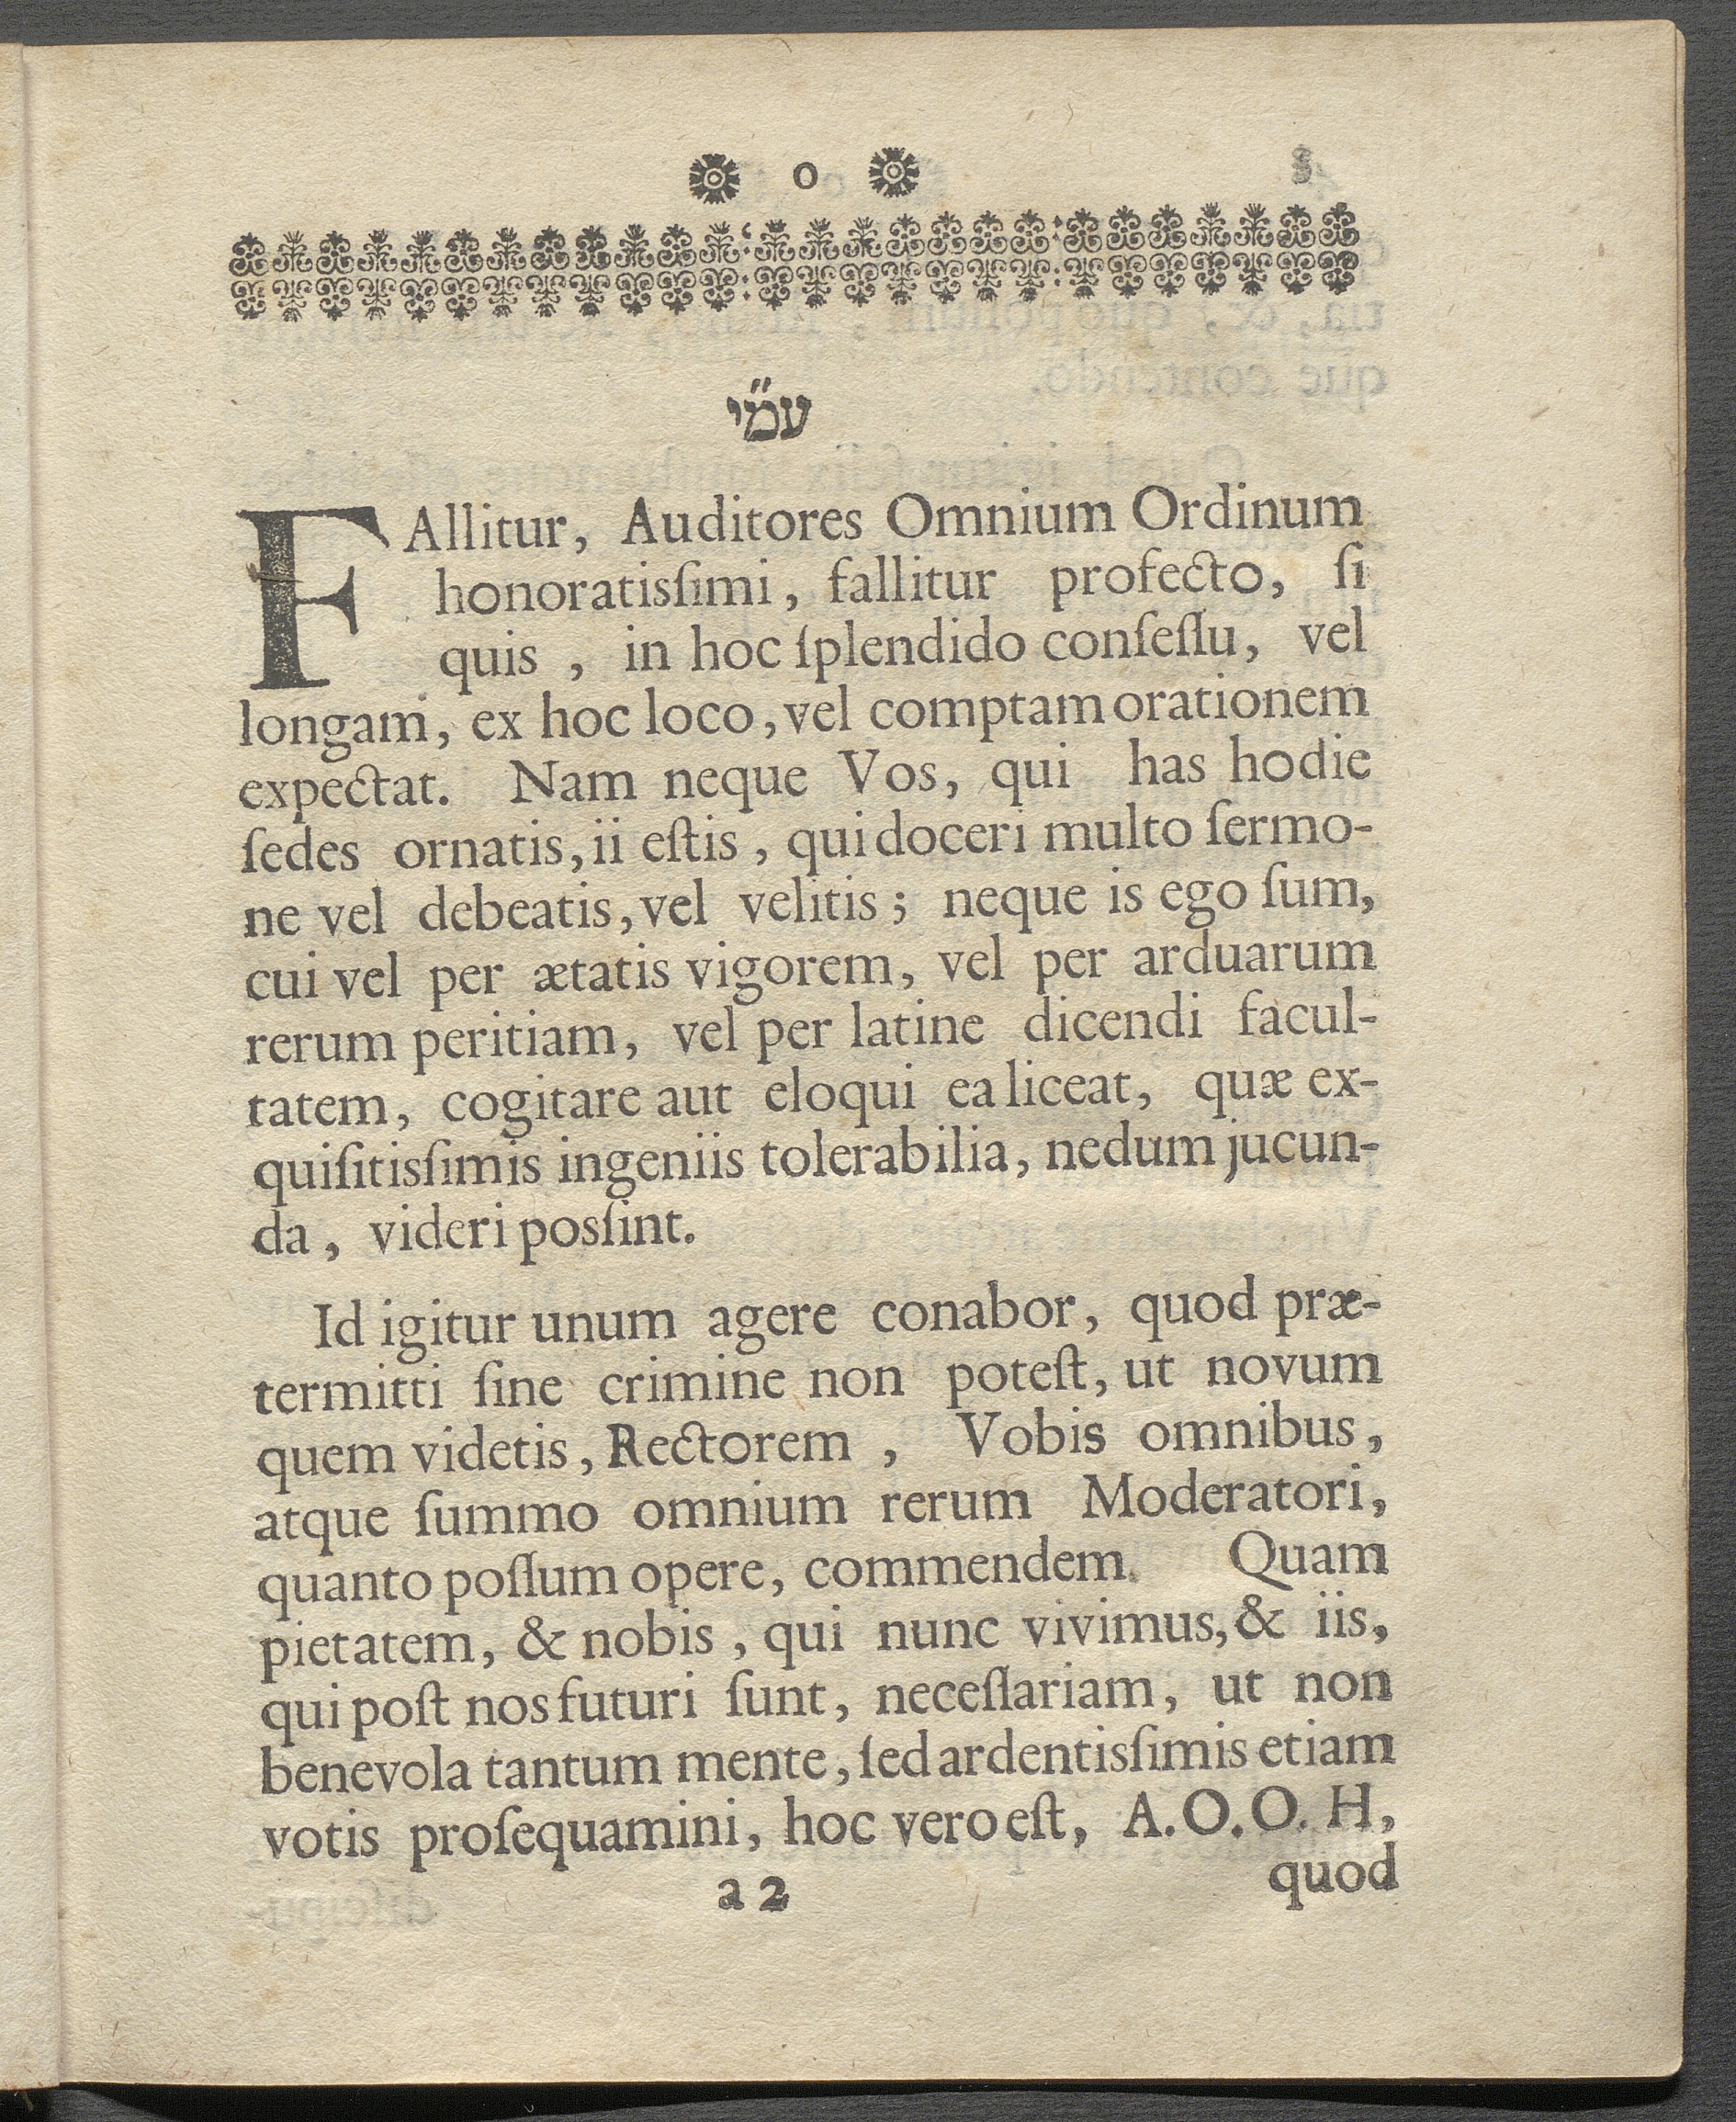 0 3
עמ״י
FAllitur, Auditores Omnium Ordinum
honoratisſimi, fallitur profecto, ſi
quis , in hoc ſplendido conſeſſu, vel
longam, ex hoc loco, vel comptam orationem
expectat. Nam neque Vos, qui has hodie
ſedes ornatis, ii eſtis , qui doceri multo ſermo-
ne vel debeatis, vel velitis; neque is ego ſum,
cui vel per ætatis vigorem, vel per arduarum
rerum peritiam, vel per latine dicendi facul-
tatem, cogitare aut eloqui ea liceat, quæ ex-
quiſitisſimis ingeniis tolerabilia, nedum jucun-
da, videri posſint.
Id igitur unum agere conabor, quod præ-
termitti ſine crimine non poteſt, ut novum
quem videtis, Rectorem , Vobis omnibus,
atque ſummo omnium rerum Moderatori,
quanto poſſum opere, commendem. Quam
pietatem, & nobis , qui nunc vivimus, & iis,
qui poſt nos futuri ſunt, neceſſariam, ut non
benevola tantum mente, ſed ardentisſimis etiam
votis proſequamini, hoc vero eſt, A. O. O. H,
a 2 quod